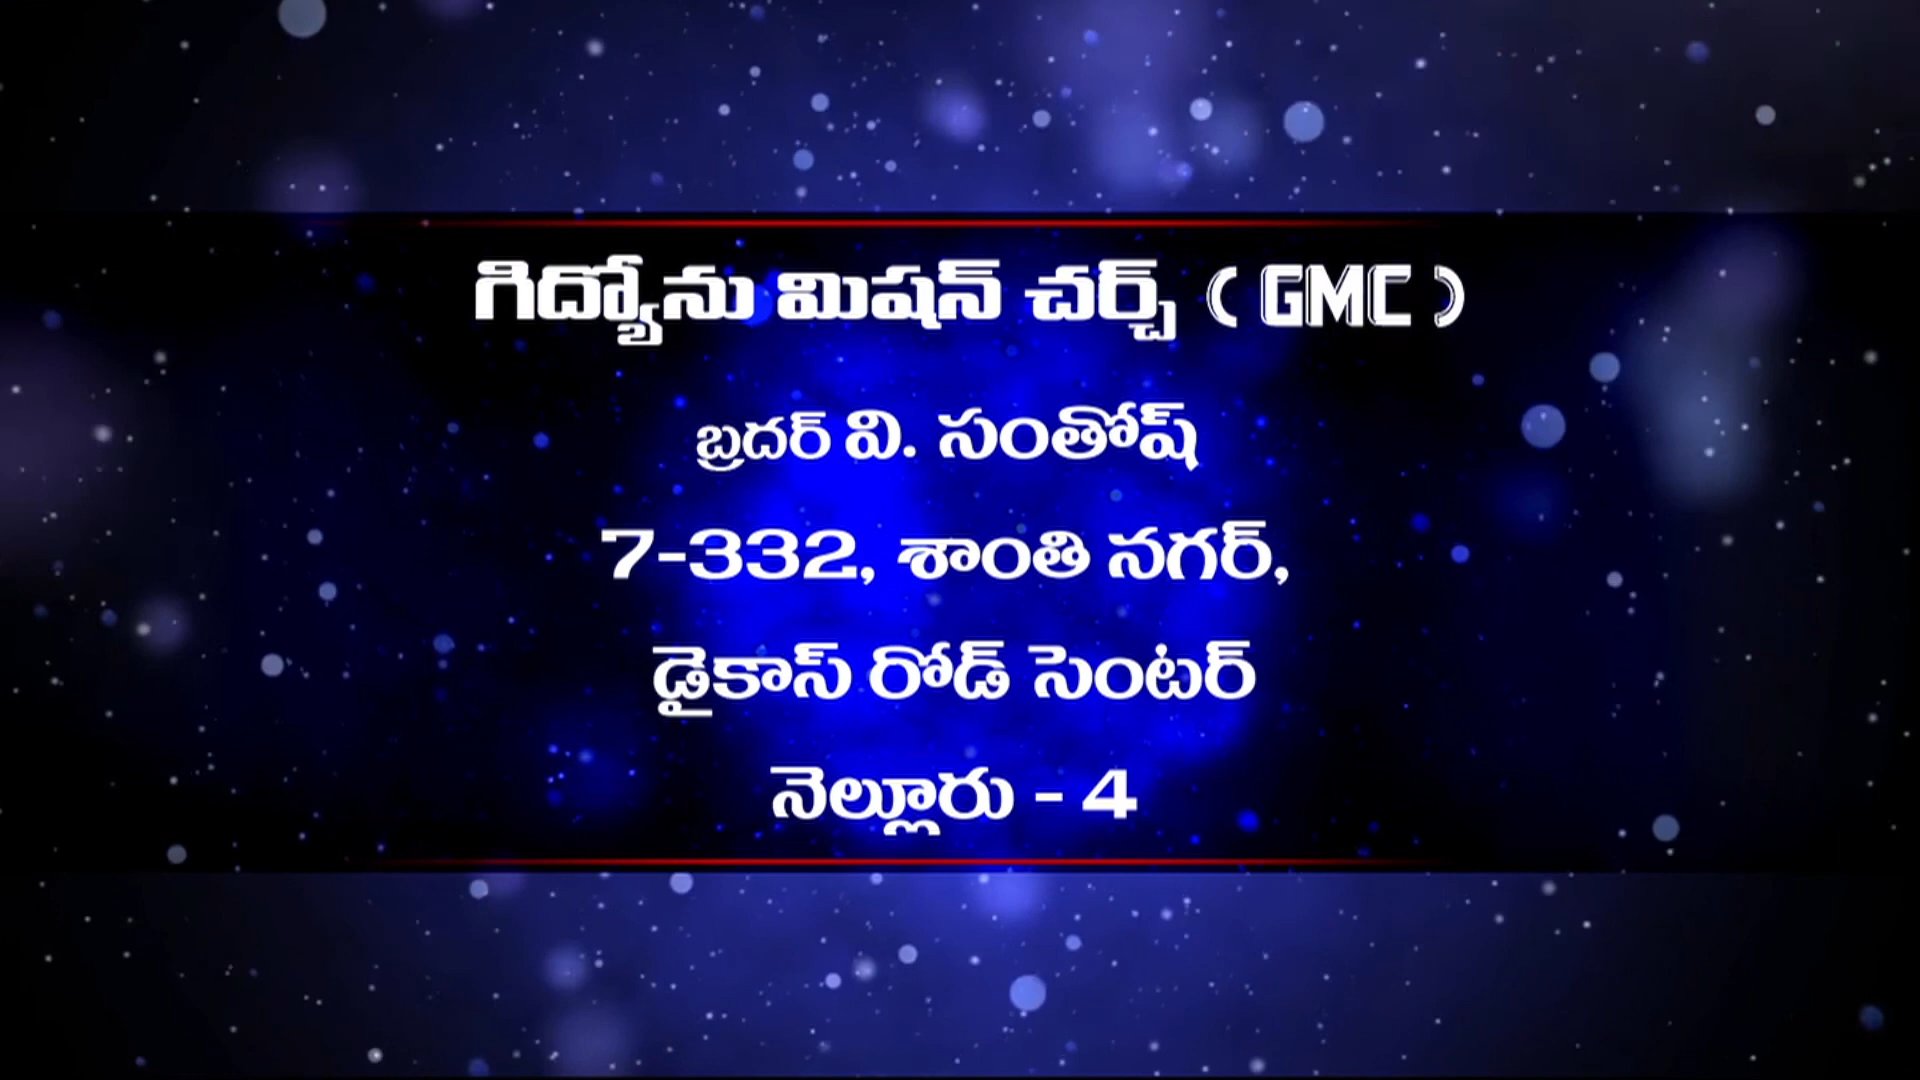 గిద్యోను మిషన్ చర్చ్ ( GMC )
బ్రదర్ వి. సంతోష్
7-332, శాంతి నగర్,
డైకాస్ రోడ్ సెంటర్
నెల్లూరు - 4